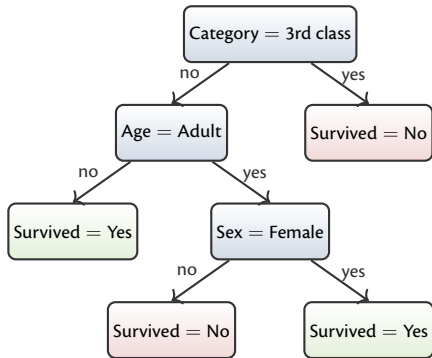 Category = 3rd class
no
yes
Age = Adult
Survived = No
no
yes
Survived = Yes
Sex = Female
no
yes
Survived = No
Survived = Yes